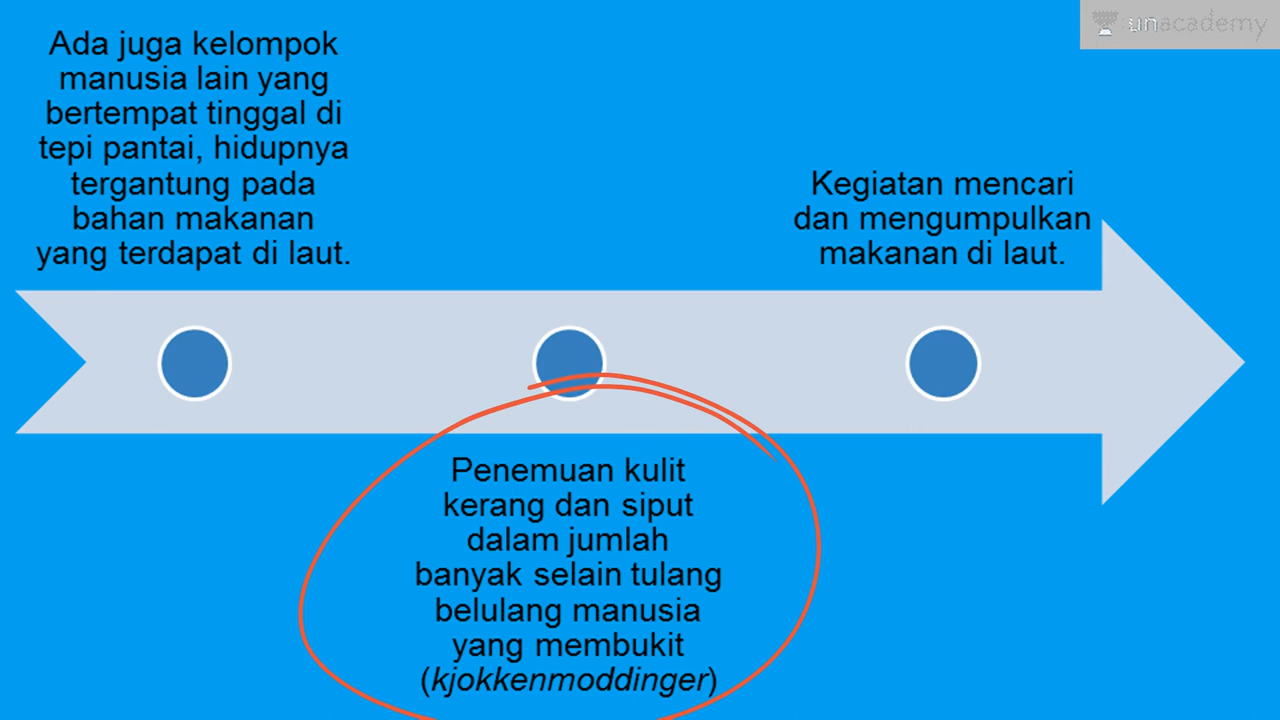 unacademy
Ada juga kelompok
manusia lain yang
bertempat tinggal di
tepi pantai, hidupnya
tergantung pada
bahan makanan
yang terdapat di laut.
Kegiatan mencari
dan mengumpulkan
makanan di laut.
Penemuan kulit
kerang dan siput
dalam jumlah
banyak selain tulang
belulang manusia
yang membukit
(kjokkenmoddinger)